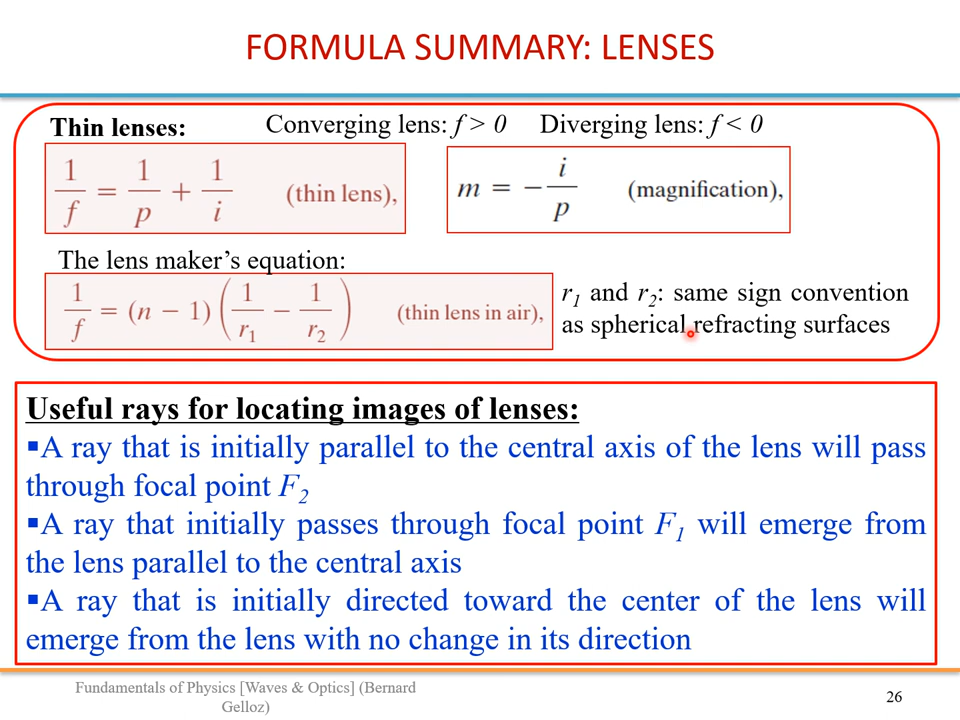 FORMULA SUMMARY: LENSES
Thin lenses: Converging lens: f > 0 Diverging lens: f < 0
1/f = 1/p + 1/i (thin lens), m = − i/p (magnification),
The lens maker's equation:
1/f = (n − 1) (1/r₁ − 1/r₂) (thin lens in air),
r₁ and r₂: same sign convention
as spherical refracting surfaces
Useful rays for locating images of lenses:
▪A ray that is initially parallel to the central axis of the lens will pass
through focal point F₂
▪A ray that initially passes through focal point F₁ will emerge from
the lens parallel to the central axis
▪A ray that is initially directed toward the center of the lens will
emerge from the lens with no change in its direction
Fundamentals of Physics [Waves & Optics] (Bernard
Gelloz)
26